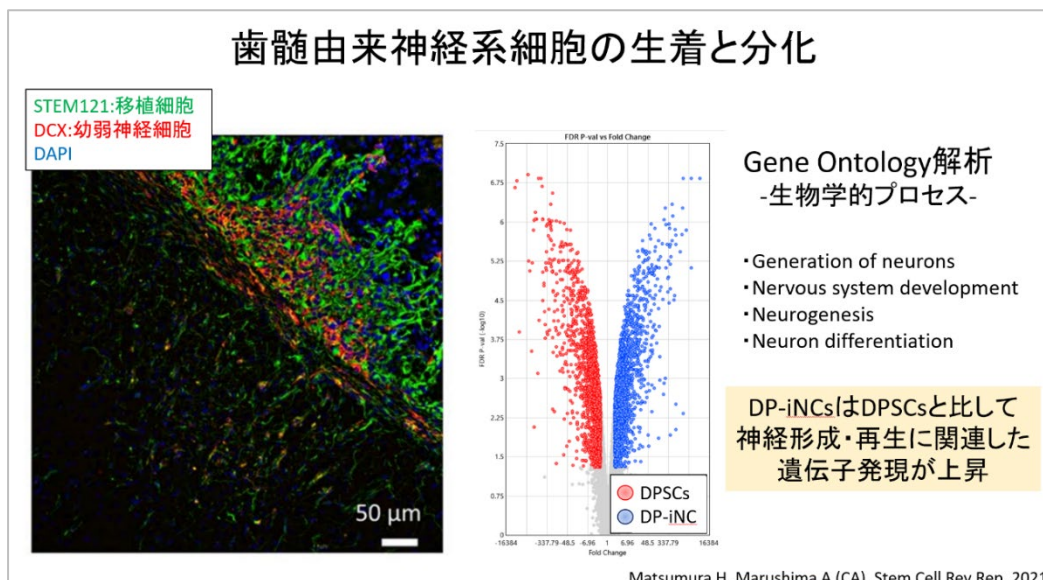 歯髄由来神経系細胞の生着と分化
STEM121:移植細胞
DCX:幼弱神経細胞
DAPI
50 μm
FDR P-val vs Fold Change
FDR P-val (-log10)
7.5
6.75
6
5.25
4.5
3.75
3
2.25
1.5
0.75
0
-16384 -337.79 -48.5 -6.96 1 6.96 48.5 337.79 16384
Fold Change
DPSCs
DP-iNC
Gene Ontology解析
-生物学的プロセス-
・Generation of neurons
・Nervous system development
・Neurogenesis
・Neuron differentiation
DP-iNCsはDPSCsと比して
神経形成・再生に関連した
遺伝子発現が上昇
Matsumura H, Marushima A (CA), Stem Cell Rev Rep, 2021